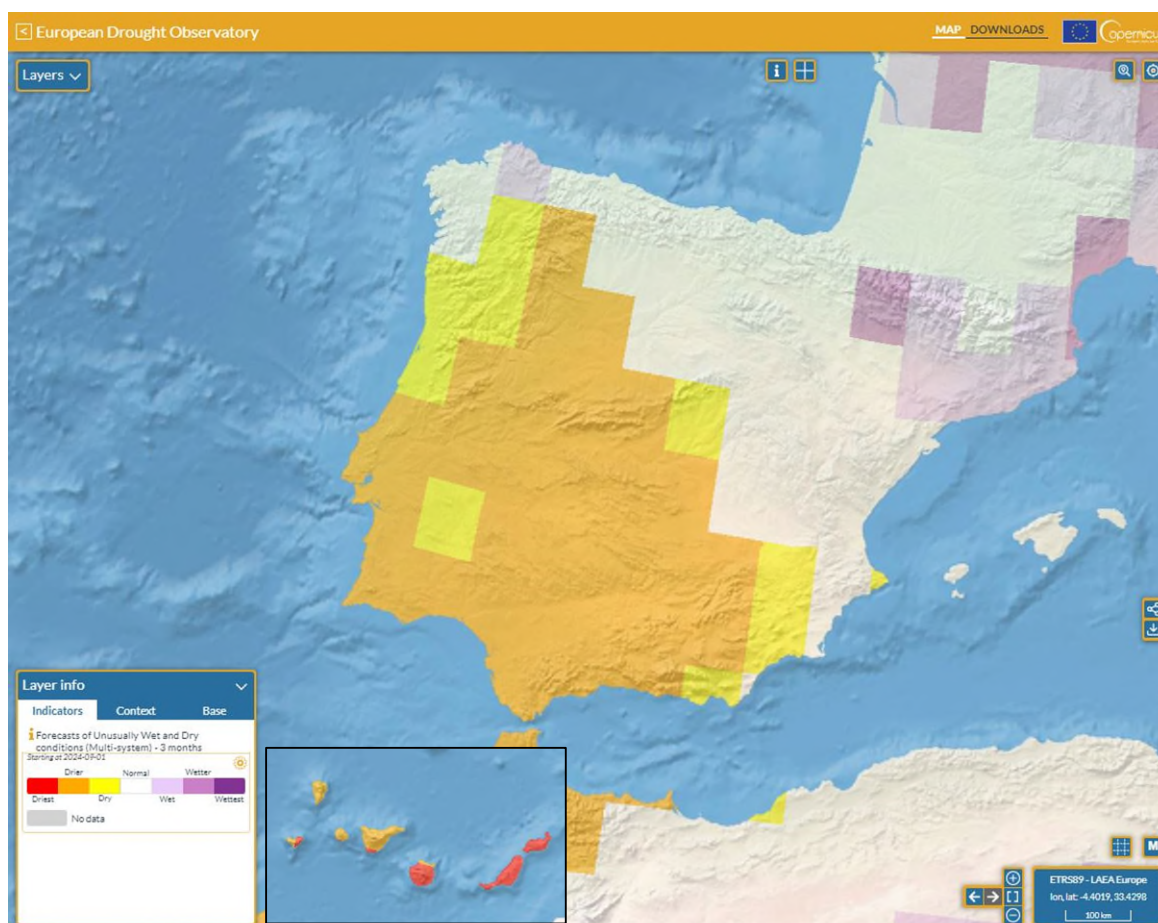 < European Drought Observatory
MAP DOWNLOADS
opernicu
Layers
Layer info
Indicators Context Base
Forecasts of Unusually Wet and Dry
conditions (Multi-system) - 3 months
Starting at 2024-09-01
Drier Normal Wetter
Driest Dry Wet Wettest
No data
M
ETRS89 - LAEA Europe
lon, lat: -4.4019, 33.4298
100 km